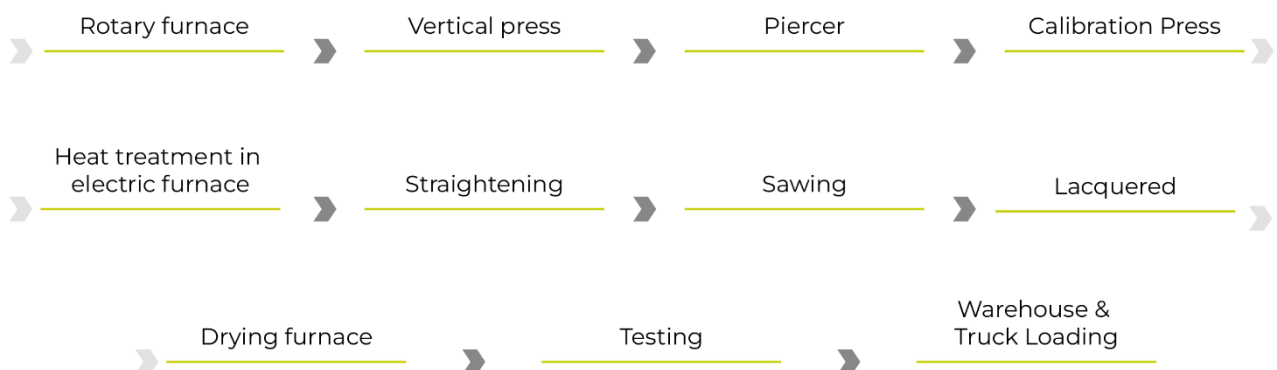 Rotary furnace
Vertical press
Piercer
Calibration Press
Heat treatment in
electric furnace
Straightening
Sawing
Lacquered
Drying furnace
Testing
Warehouse &
Truck Loading